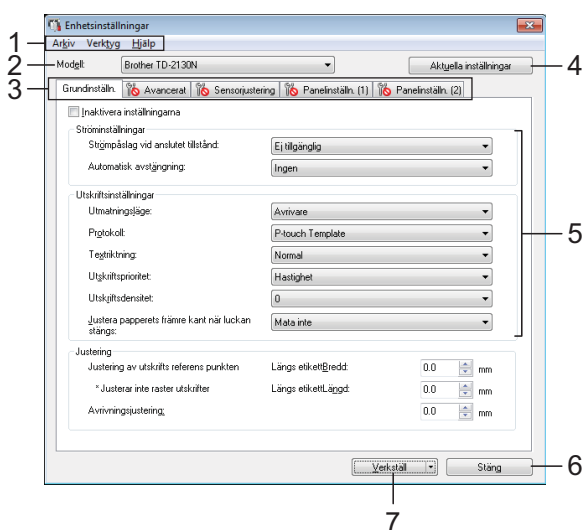 Enhetsinställningar
1 Arkiv Verktyg Hjälp
2 Modell: Brother TD-2130N Aktuella inställningar 4
3 Grundinställn. Avancerat Sensorjustering Panelinställn. (1) Panelinställn. (2)
Inaktivera inställningarna
Ströminställningar
Strömpåslag vid anslutet tillstånd: Ej tillgänglig
Automatisk avstängning: Ingen
Utskriftsinställningar
Utmatningsläge: Avrivare
5
Protokoll: P-touch Template
Textriktning: Normal
Utskriftsprioritet: Hastighet
Utskriftsdensitet: 0
Justera papperets främre kant när luckan
stängs: Mata inte
Justering
Justering av utskrifts referens punkten Längs etikettBredd: 0.0 mm
* Justerar inte raster utskrifter Längs etikettLängd: 0.0 mm
Avrivningsjustering: 0.0 mm
Verkställ Stäng 6
7